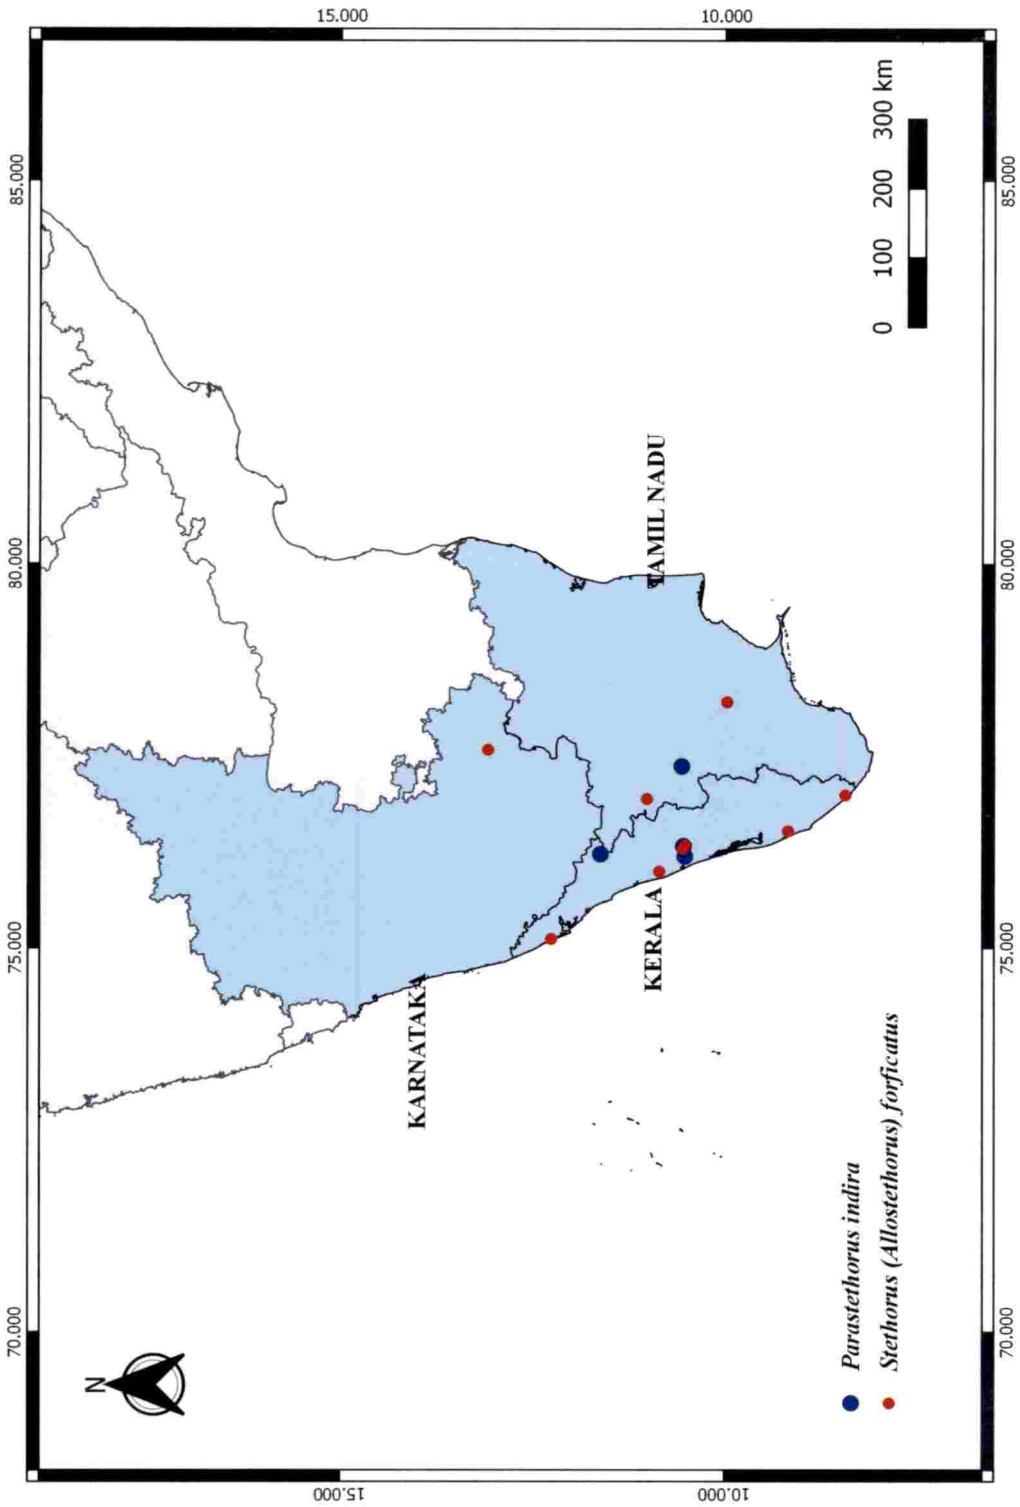 15.000
10.000
85.000
80.000
75.000
70.000
85.000
80.000
75.000
70.000
15.000
10.000
N
0 100 200 300 km
KARNATAKA
KERALA
TAMIL NADU
Parastethorus indira
Stethorus (Allostethorus) forficatus